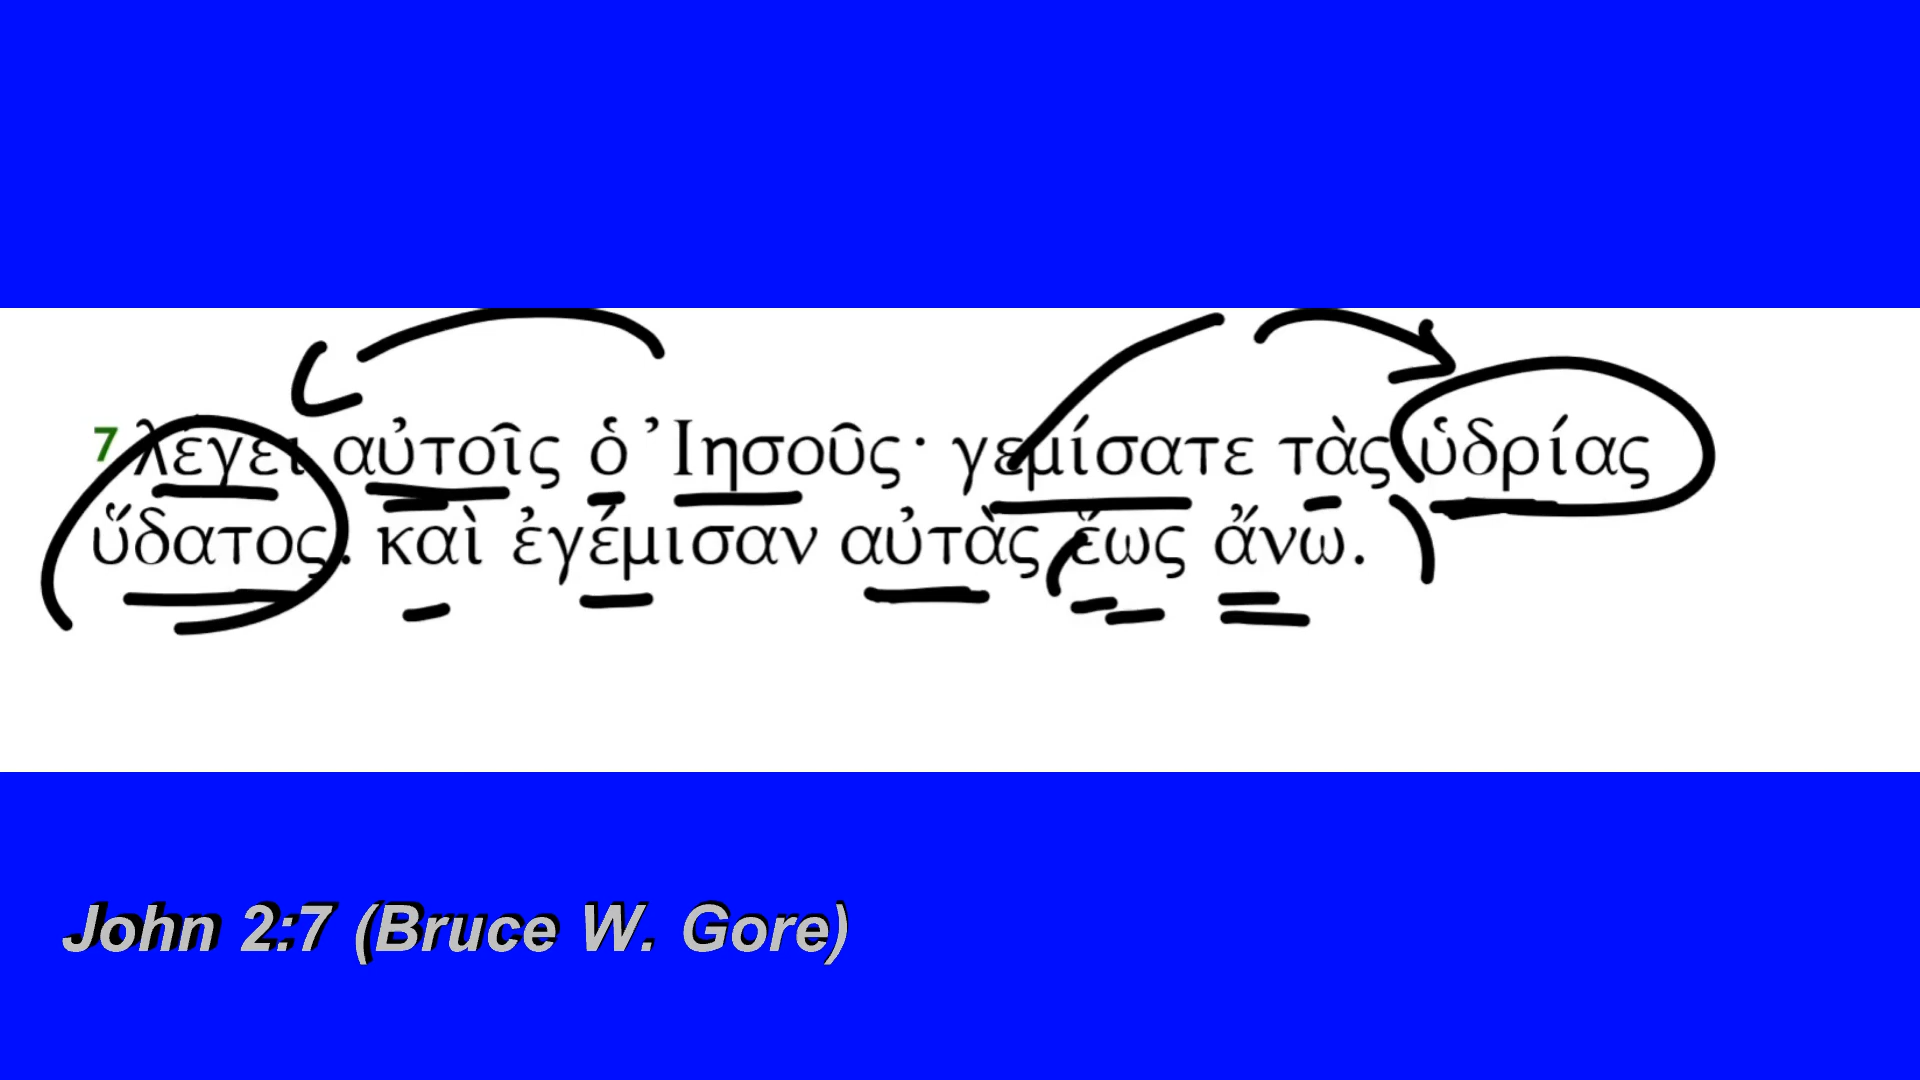 7 λέγει αὐτοῖς ὁ Ἰησοῦς· γεμίσατε τὰς ὑδρίας
ὕδατος. καὶ ἐγέμισαν αὐτὰς ἕως ἄνω.
John 2:7 (Bruce W. Gore)